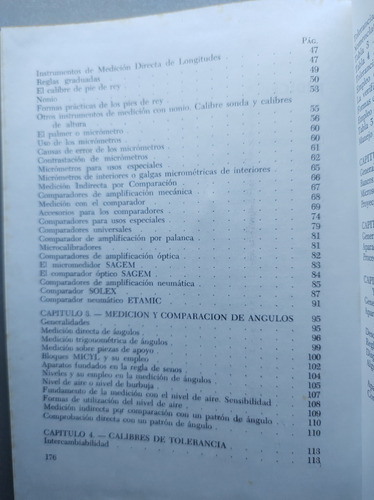 PÁG.
Instrumentos de Medición Directa de Longitudes 47
Reglas graduadas 47
El calibre de pie de rey 49
Nonio 50
Formas prácticas de los pies de rey 53
Otros instrumentos de medición con nonio. Calibre sonda y calibres
de altura 55
El palmer o micrómetro 56
Uso de los micrómetros 60
Causas de error de los micrómetros 60
Contrastación de micrómetros 61
Micrómetros para usos especiales 62
Micrómetros de interiores o galgas micrométricas de interiores 65
Medición Indirecta por Comparación 66
Comparadores de amplificación mecánica 67
Medición con el comparador 68
Accesorios para los comparadores 69
Comparadores para usos especiales 74
Comparadores universales 79
Comparador de amplificación por palanca 81
Microcalibradores 81
Comparadores de amplificación óptica 82
El micromedidor SAGEM 83
El comparador óptico SAGEM 84
Comparadores de amplificación neumática 85
Comparador SOLEX 87
Comparador neumático ETAMIC 91
CAPITULO 3. — MEDICION Y COMPARACION DE ANGULOS 95
Generalidades 95
Medición directa de ángulos 96
Medición trigonométrica de ángulos 98
Medición sobre piezas de apoyo 99
Bloques MICYL y su empleo 100
Aparatos fundados en la regla de senos 102
Niveles y su empleo en la medición de ángulos 104
Nivel de aire o nivel de burbuja 105
Fundamento de la medición con el nivel de aire. Sensibilidad 107
Formas de utilización del nivel de aire 108
Medición indirecta por comparación con un patrón de ángulo 109
Comprobación directa con un patrón de ángulo 110
110
CAPITULO 4. — CALIBRES DE TOLERANCIA 113
Intercambiabilidad 113
176